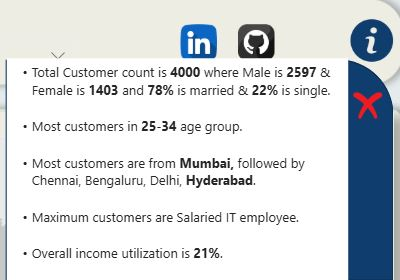 in
i
• Total Customer count is 4000 where Male is 2597 &
Female is 1403 and 78% is married & 22% is single.
• Most customers in 25-34 age group.
• Most customers are from Mumbai, followed by
Chennai, Bengaluru, Delhi, Hyderabad.
• Maximum customers are Salaried IT employee.
• Overall income utilization is 21%.